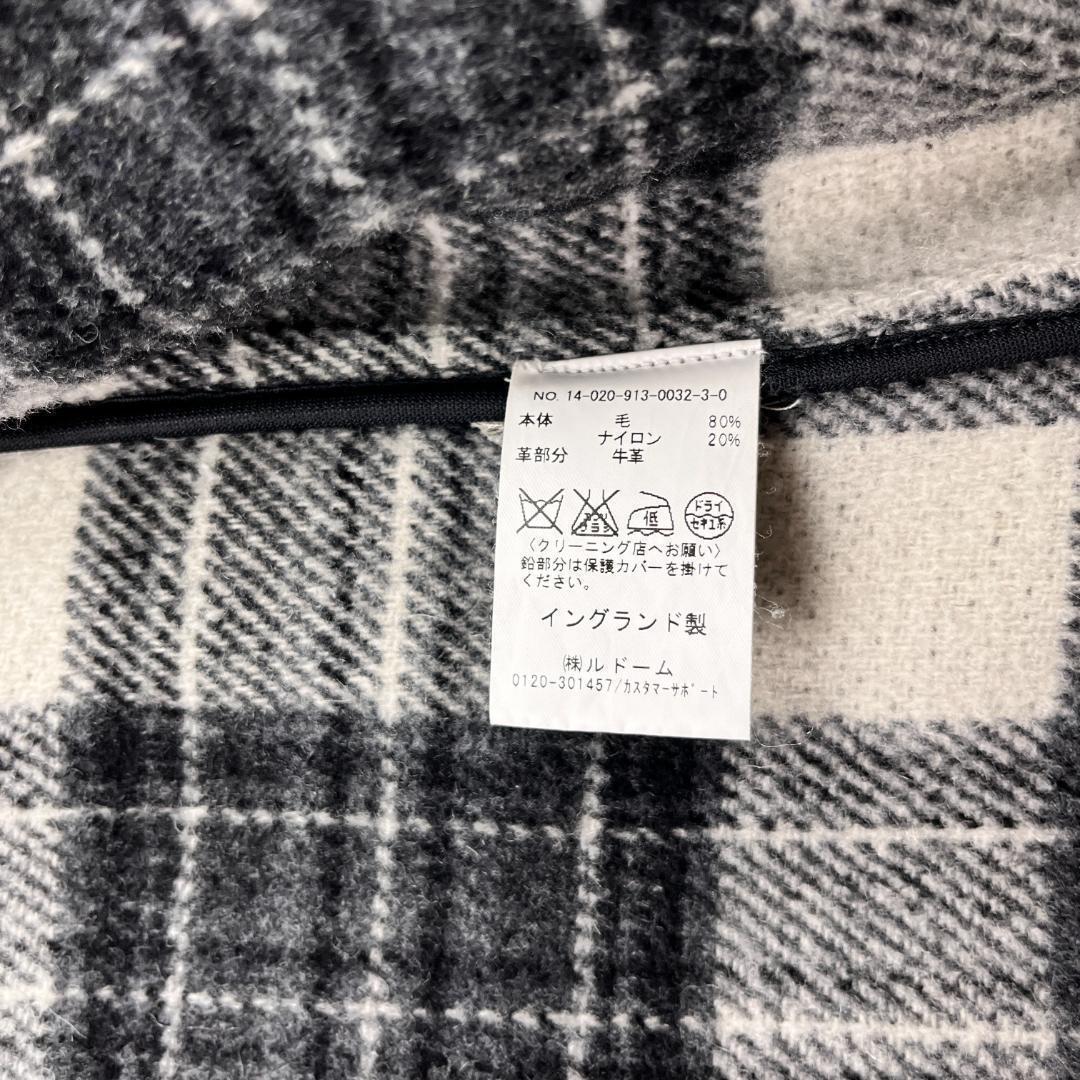 NO. 14-020-913-0032-3-0
本体 毛 80%
ナイロン 20%
革部分 牛革
低 ドライ セキユ系
〈クリーニング店へお願い〉
鉛部分は保護カバーを掛けて
ください。
イングランド製
㈱ルドーム
0120-301457/カスタマーサポート